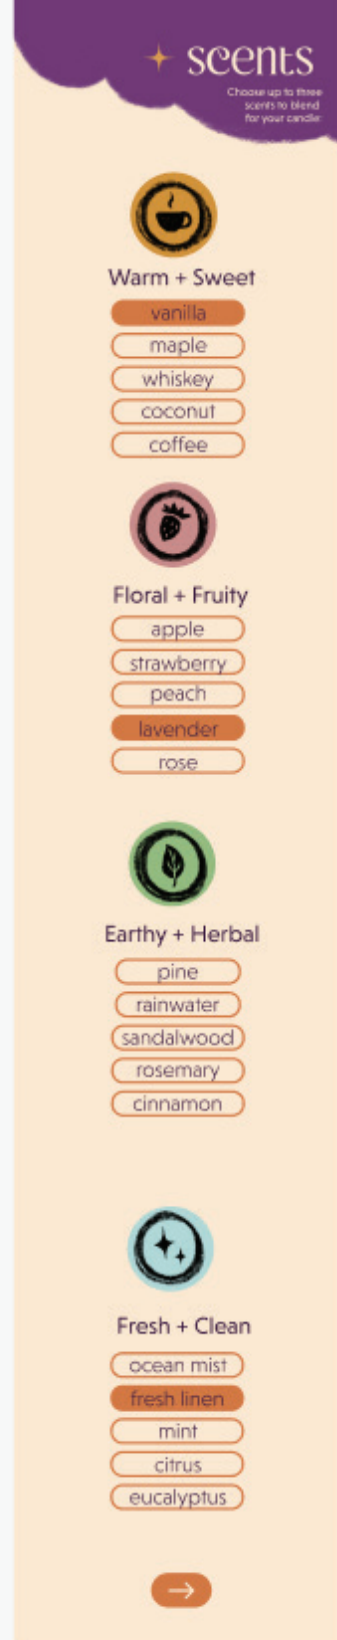 scents
Choose up to three
scents to blend
for your candle:
Warm + Sweet
vanilla
maple
whiskey
coconut
coffee
Floral + Fruity
apple
strawberry
peach
lavender
rose
Earthy + Herbal
pine
rainwater
sandalwood
rosemary
cinnamon
Fresh + Clean
ocean mist
fresh linen
mint
citrus
eucalyptus